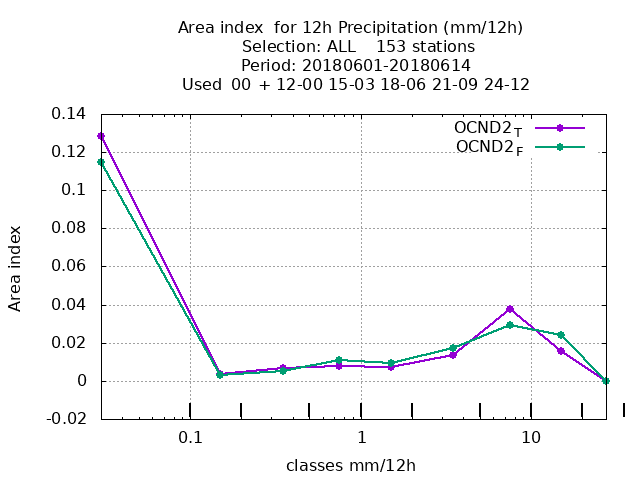 Area index  for 12h Precipitation (mm/12h)
Selection: ALL    153 stations
Period: 20180601-20180614
Used  00 + 12-00 15-03 18-06 21-09 24-12
OCND2T
OCND2F
0.14
0.12
0.1
0.08
0.06
0.04
0.02
0
-0.02
Area index
0.1
1
10
classes mm/12h